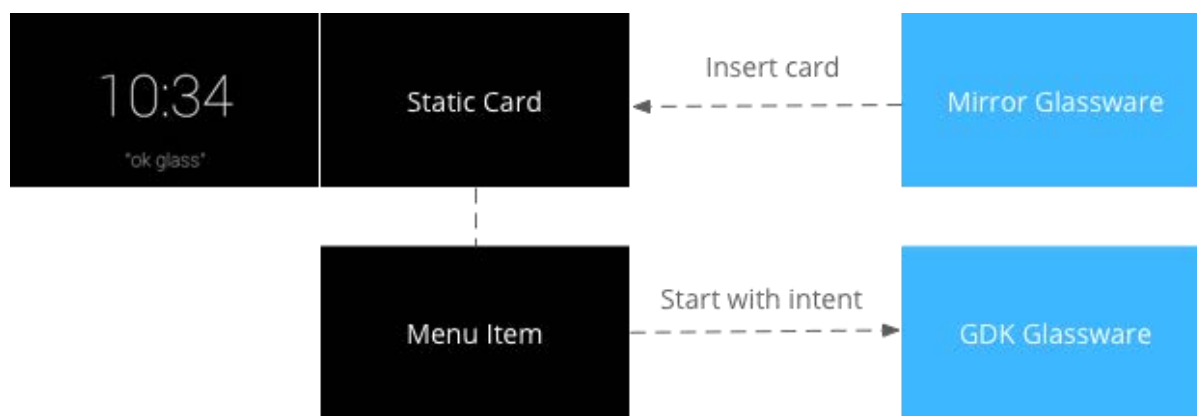 10:34
"ok glass"
Static Card
Insert card
Mirror Glassware
Menu Item
Start with intent
GDK Glassware